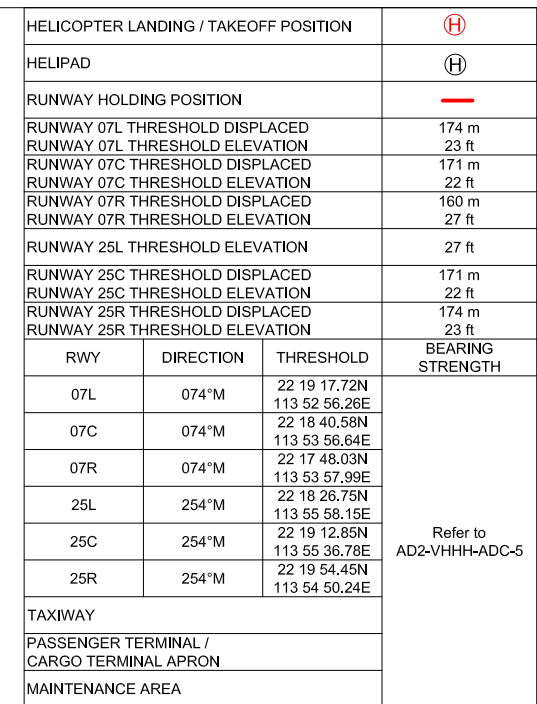 HELICOPTER LANDING / TAKEOFF POSITION H
HELIPAD H
RUNWAY HOLDING POSITION
RUNWAY 07L THRESHOLD DISPLACED 174 m
RUNWAY 07L THRESHOLD ELEVATION 23 ft
RUNWAY 07C THRESHOLD DISPLACED 171 m
RUNWAY 07C THRESHOLD ELEVATION 22 ft
RUNWAY 07R THRESHOLD DISPLACED 160 m
RUNWAY 07R THRESHOLD ELEVATION 27 ft
RUNWAY 25L THRESHOLD ELEVATION 27 ft
RUNWAY 25C THRESHOLD DISPLACED 171 m
RUNWAY 25C THRESHOLD ELEVATION 22 ft
RUNWAY 25R THRESHOLD DISPLACED 174 m
RUNWAY 25R THRESHOLD ELEVATION 23 ft
RWY DIRECTION THRESHOLD BEARING
STRENGTH
07L 074°M 22 19 17.72N
113 52 56.26E
07C 074°M 22 18 40.58N
113 53 56.64E
07R 074°M 22 17 48.03N
113 53 57.99E
25L 254°M 22 18 26.75N
113 55 58.15E
25C 254°M 22 19 12.85N
113 55 36.78E
25R 254°M 22 19 54.45N
113 54 50.24E
Refer to
AD2-VHHH-ADC-5
TAXIWAY
PASSENGER TERMINAL /
CARGO TERMINAL APRON
MAINTENANCE AREA